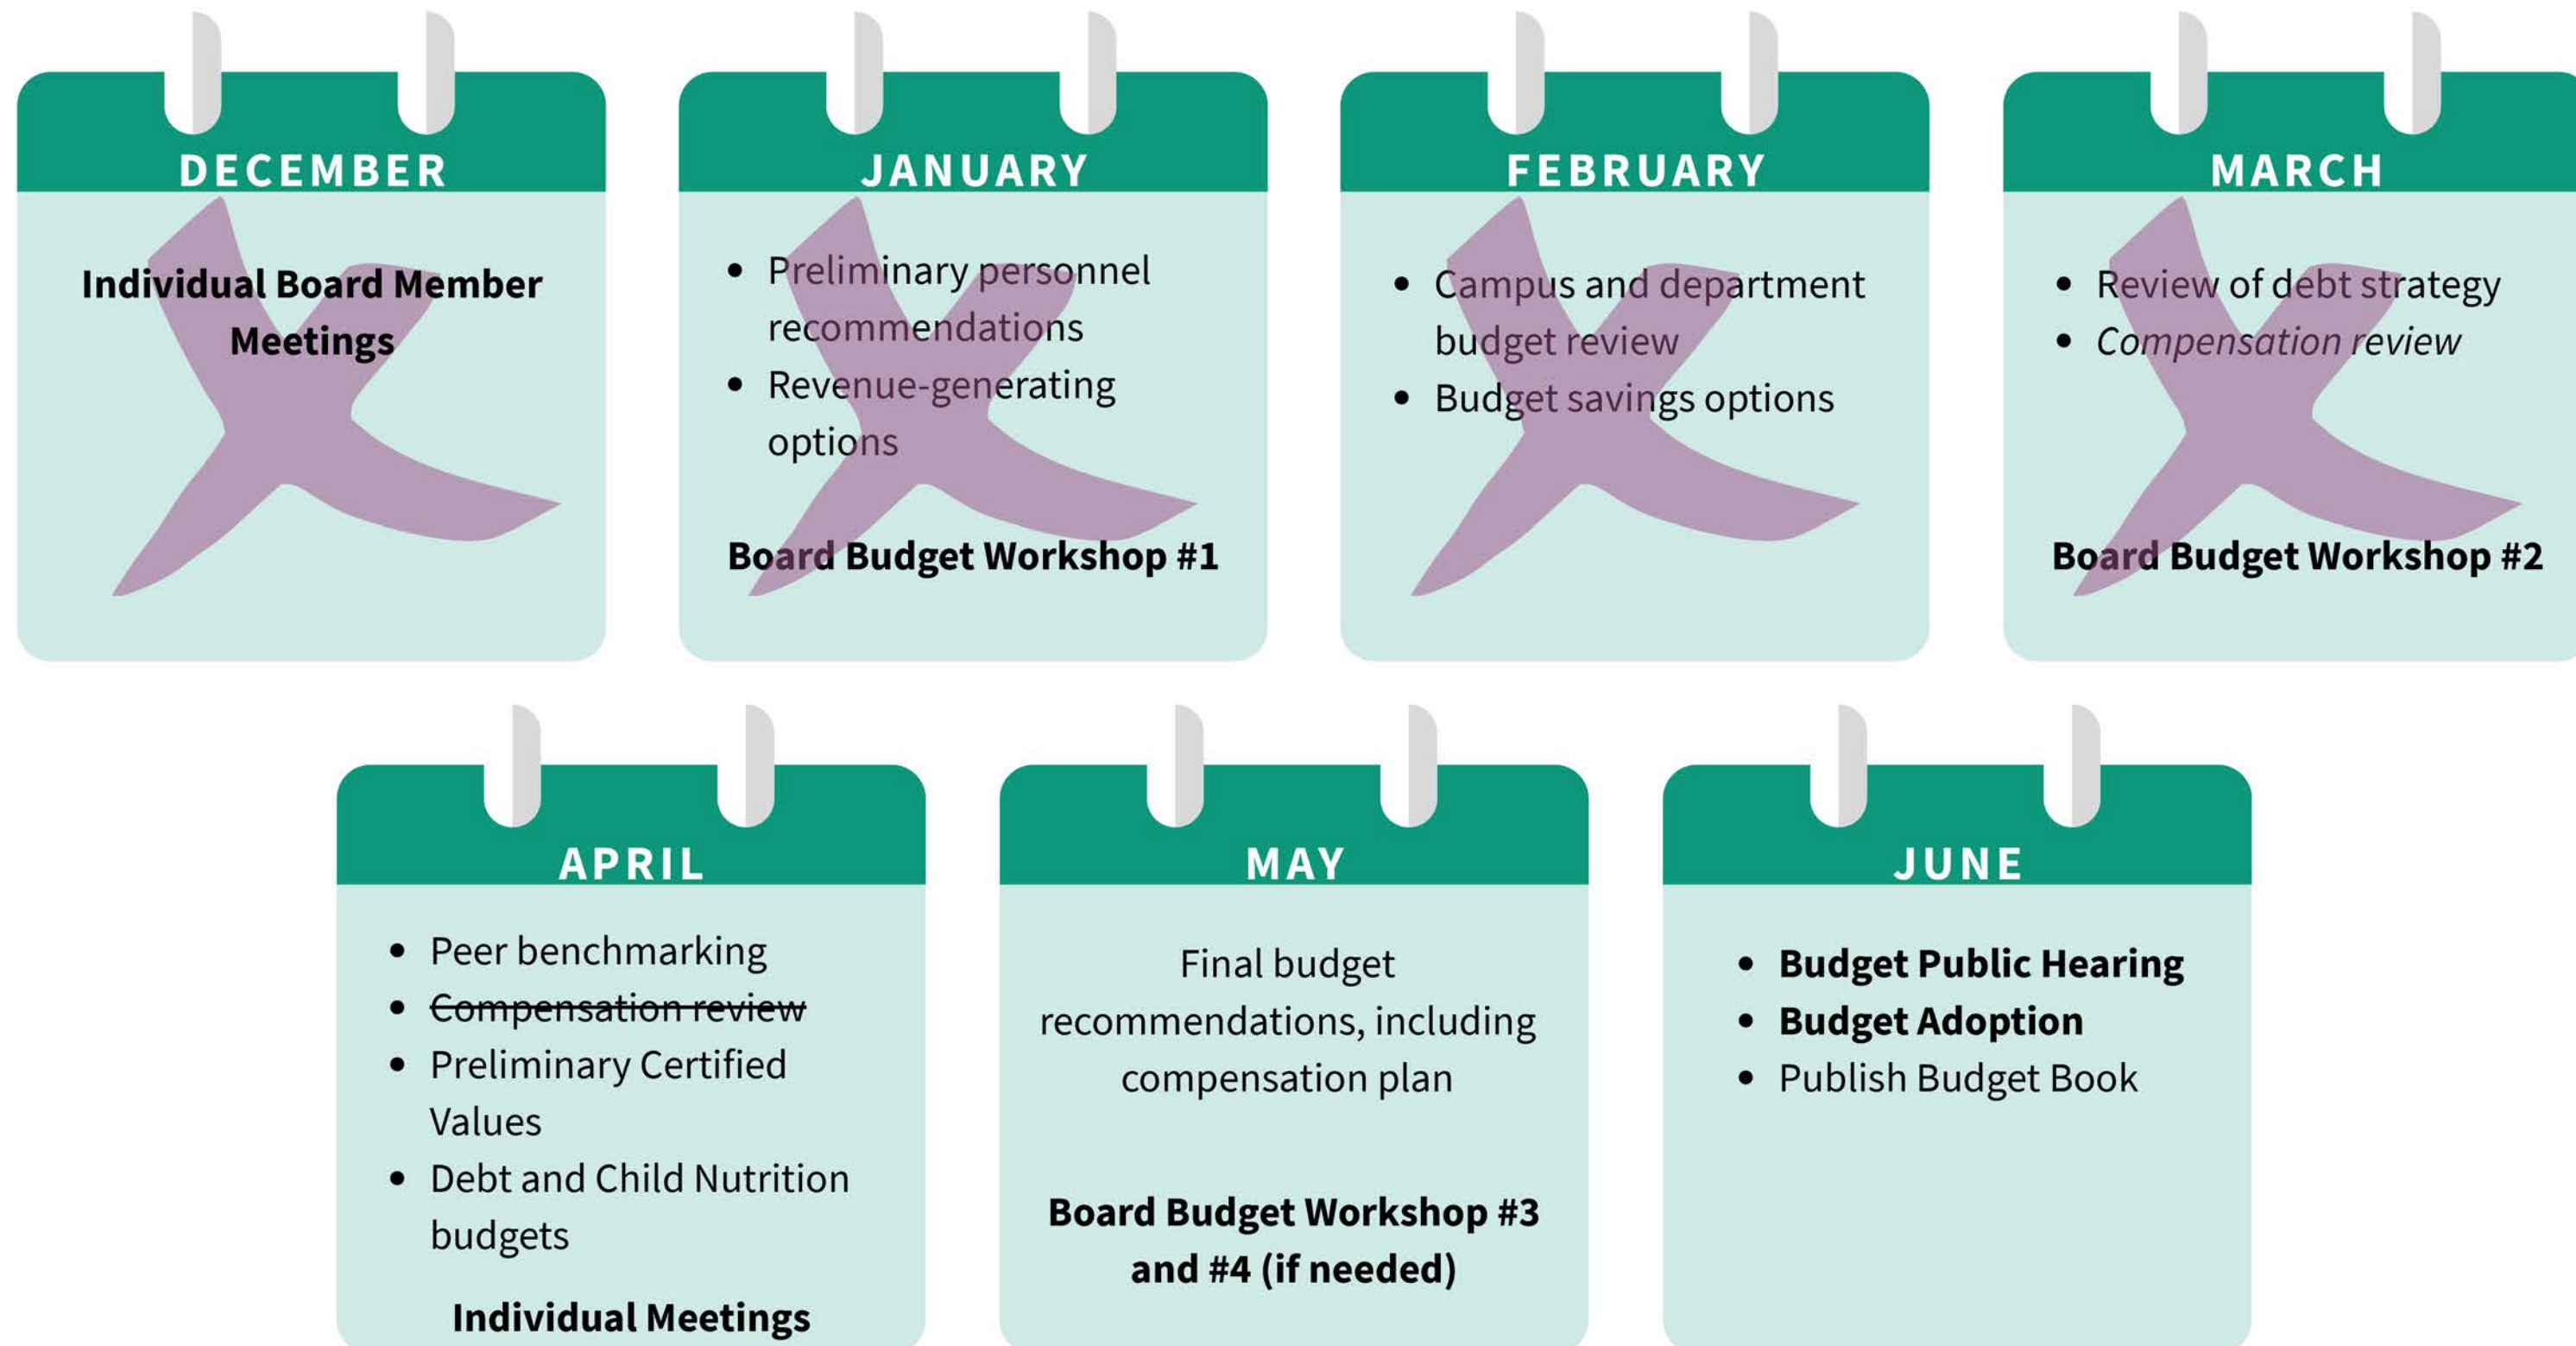 DECEMBER
Individual Board Member
Meetings
JANUARY
• Preliminary personnel
recommendations
• Revenue-generating
options
Board Budget Workshop #1
FEBRUARY
• Campus and department
budget review
• Budget savings options
MARCH
• Review of debt strategy
• Compensation review
Board Budget Workshop #2
APRIL
• Peer benchmarking
• Compensation review
• Preliminary Certified
Values
• Debt and Child Nutrition
budgets
Individual Meetings
MAY
Final budget
recommendations, including
compensation plan
Board Budget Workshop #3
and #4 (if needed)
JUNE
• Budget Public Hearing
• Budget Adoption
• Publish Budget Book